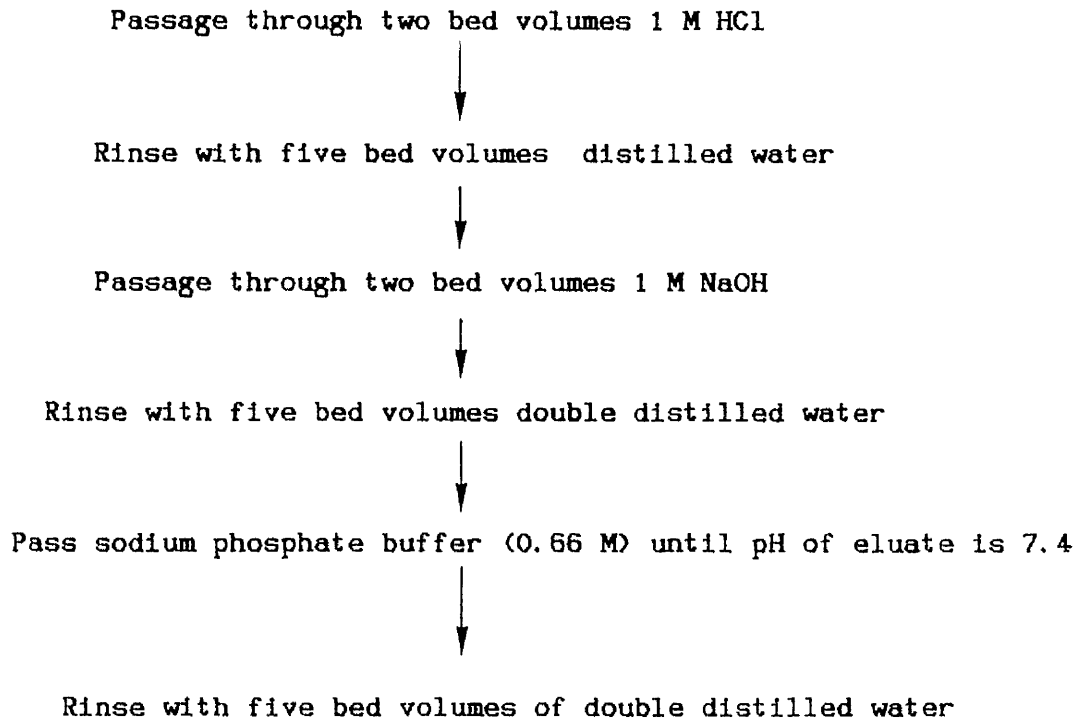 Passage through two bed volumes 1 M HCl
Rinse with five bed volumes distilled water
Passage through two bed volumes 1 M NaOH
Rinse with five bed volumes double distilled water
Pass sodium phosphate buffer (0.66 M) until pH of eluate is 7.4
Rinse with five bed volumes of double distilled water